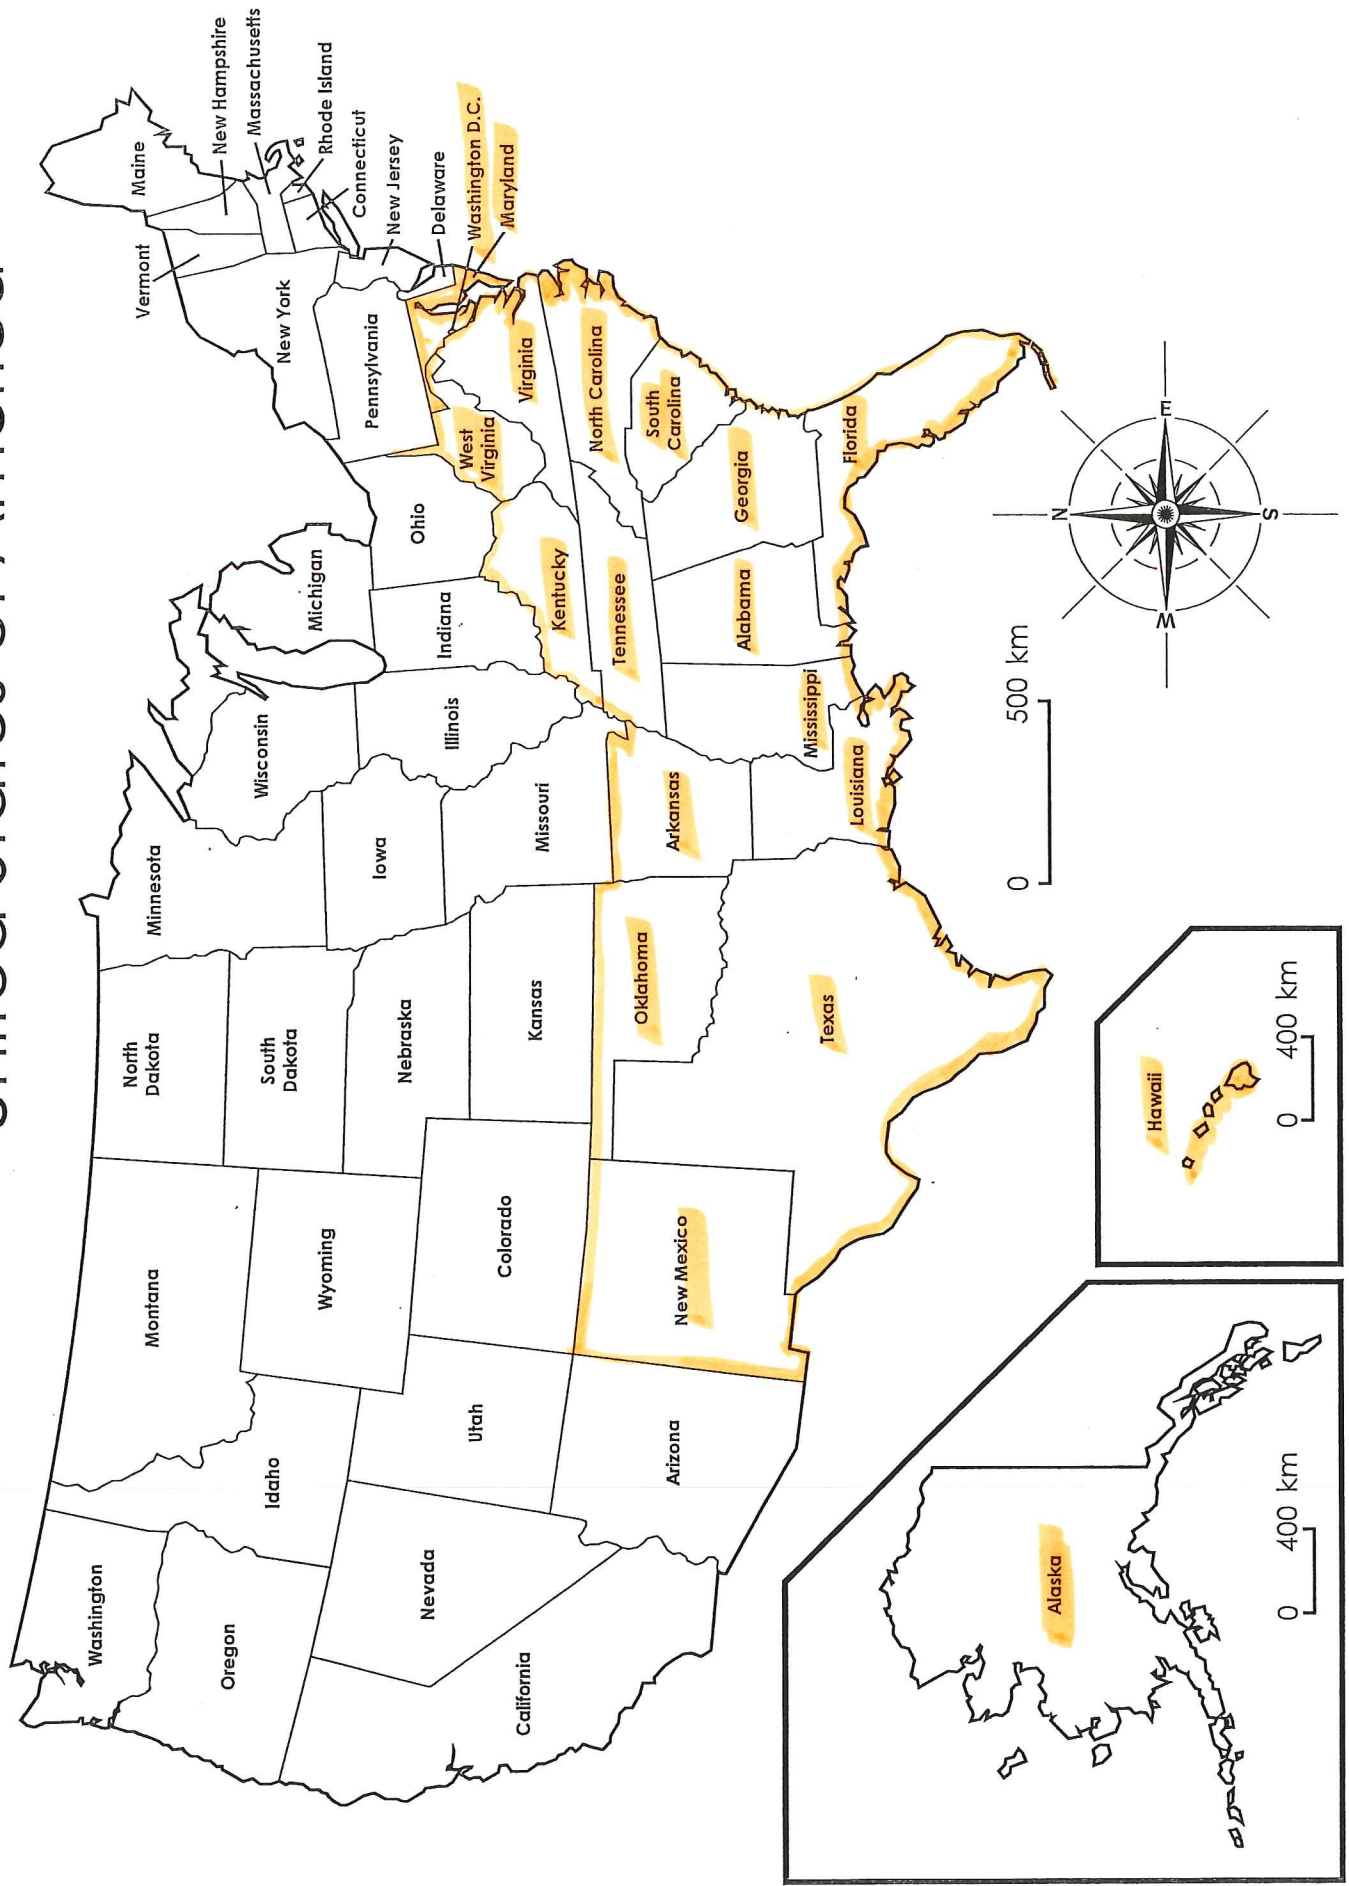 United States of America
Washington
Oregon
California
Nevada
Idaho
Montana
Wyoming
Utah
Arizona
Colorado
New Mexico
North
Dakota
South
Dakota
Nebraska
Kansas
Oklahoma
Texas
Minnesota
Iowa
Missouri
Arkansas
Louisiana
Wisconsin
Illinois
Michigan
Indiana
Ohio
Kentucky
Tennessee
Mississippi
Alabama
Georgia
Florida
South
Carolina
North Carolina
Virginia
West
Virginia
Pennsylvania
New York
Vermont
Maine
New Hampshire
Massachusetts
Rhode Island
Connecticut
New Jersey
Delaware
Washington D.C.
Maryland
Alaska
0 400 km
Hawaii
0 400 km
0 500 km
N
W
E
S